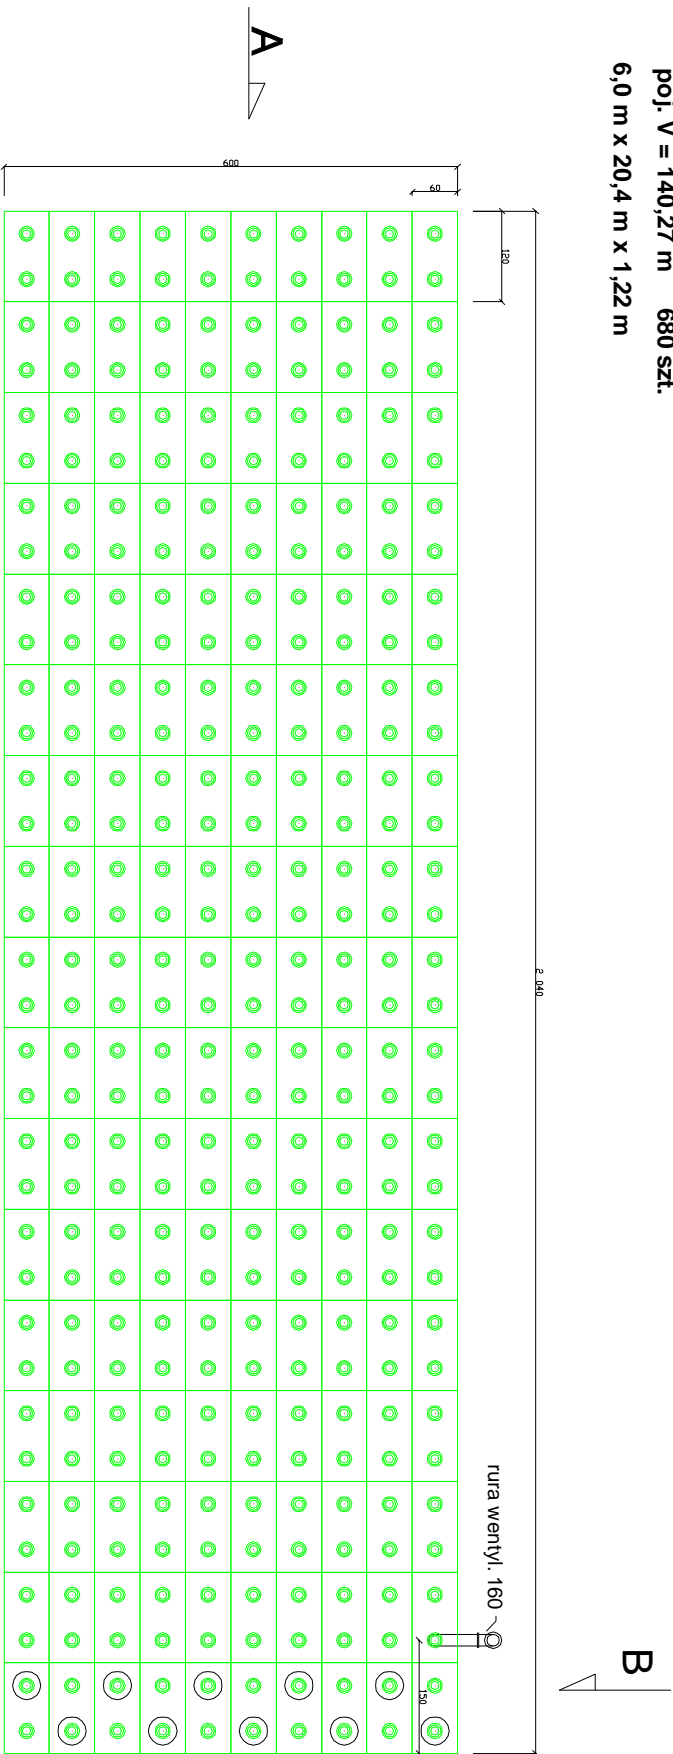 poj. V = 140,27 m 680 szt.
6,0 m x 20,4 m x 1,22 m
A
600
60
120
2 040
rura wentyl. 160
150
B